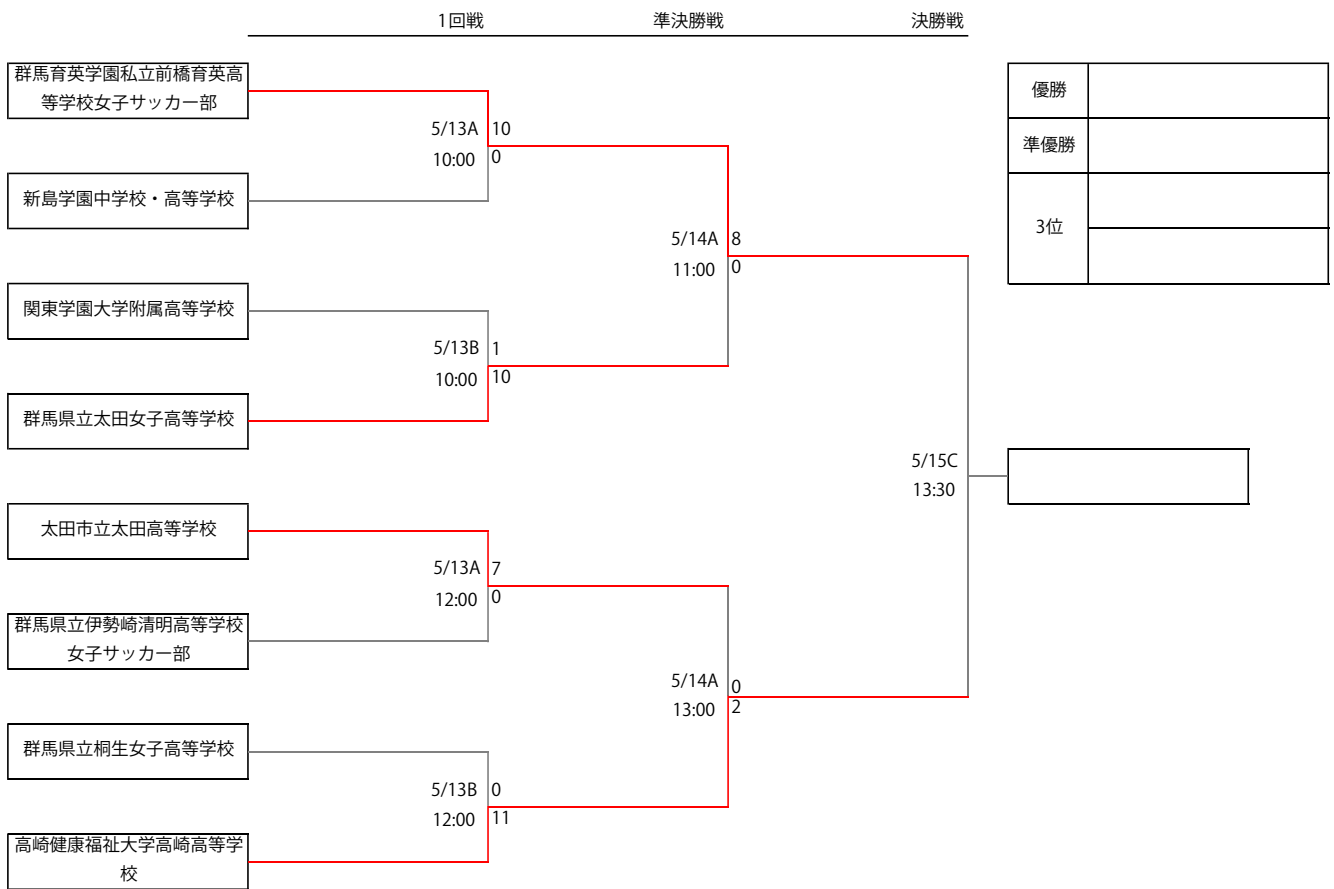 1回戦 準決勝戦 決勝戦
群馬育英学園私立前橋育英高
等学校女子サッカー部
5/13A 10
10:00 0
新島学園中学校・高等学校
5/14A 8
11:00 0
関東学園大学附属高等学校
5/13B 1
10:00 10
群馬県立太田女子高等学校
5/15C
13:30
太田市立太田高等学校
5/13A 7
12:00 0
群馬県立伊勢崎清明高等学校
女子サッカー部
5/14A 0
13:00 2
群馬県立桐生女子高等学校
5/13B 0
12:00 11
高崎健康福祉大学高崎高等学
校
優勝
準優勝
3位